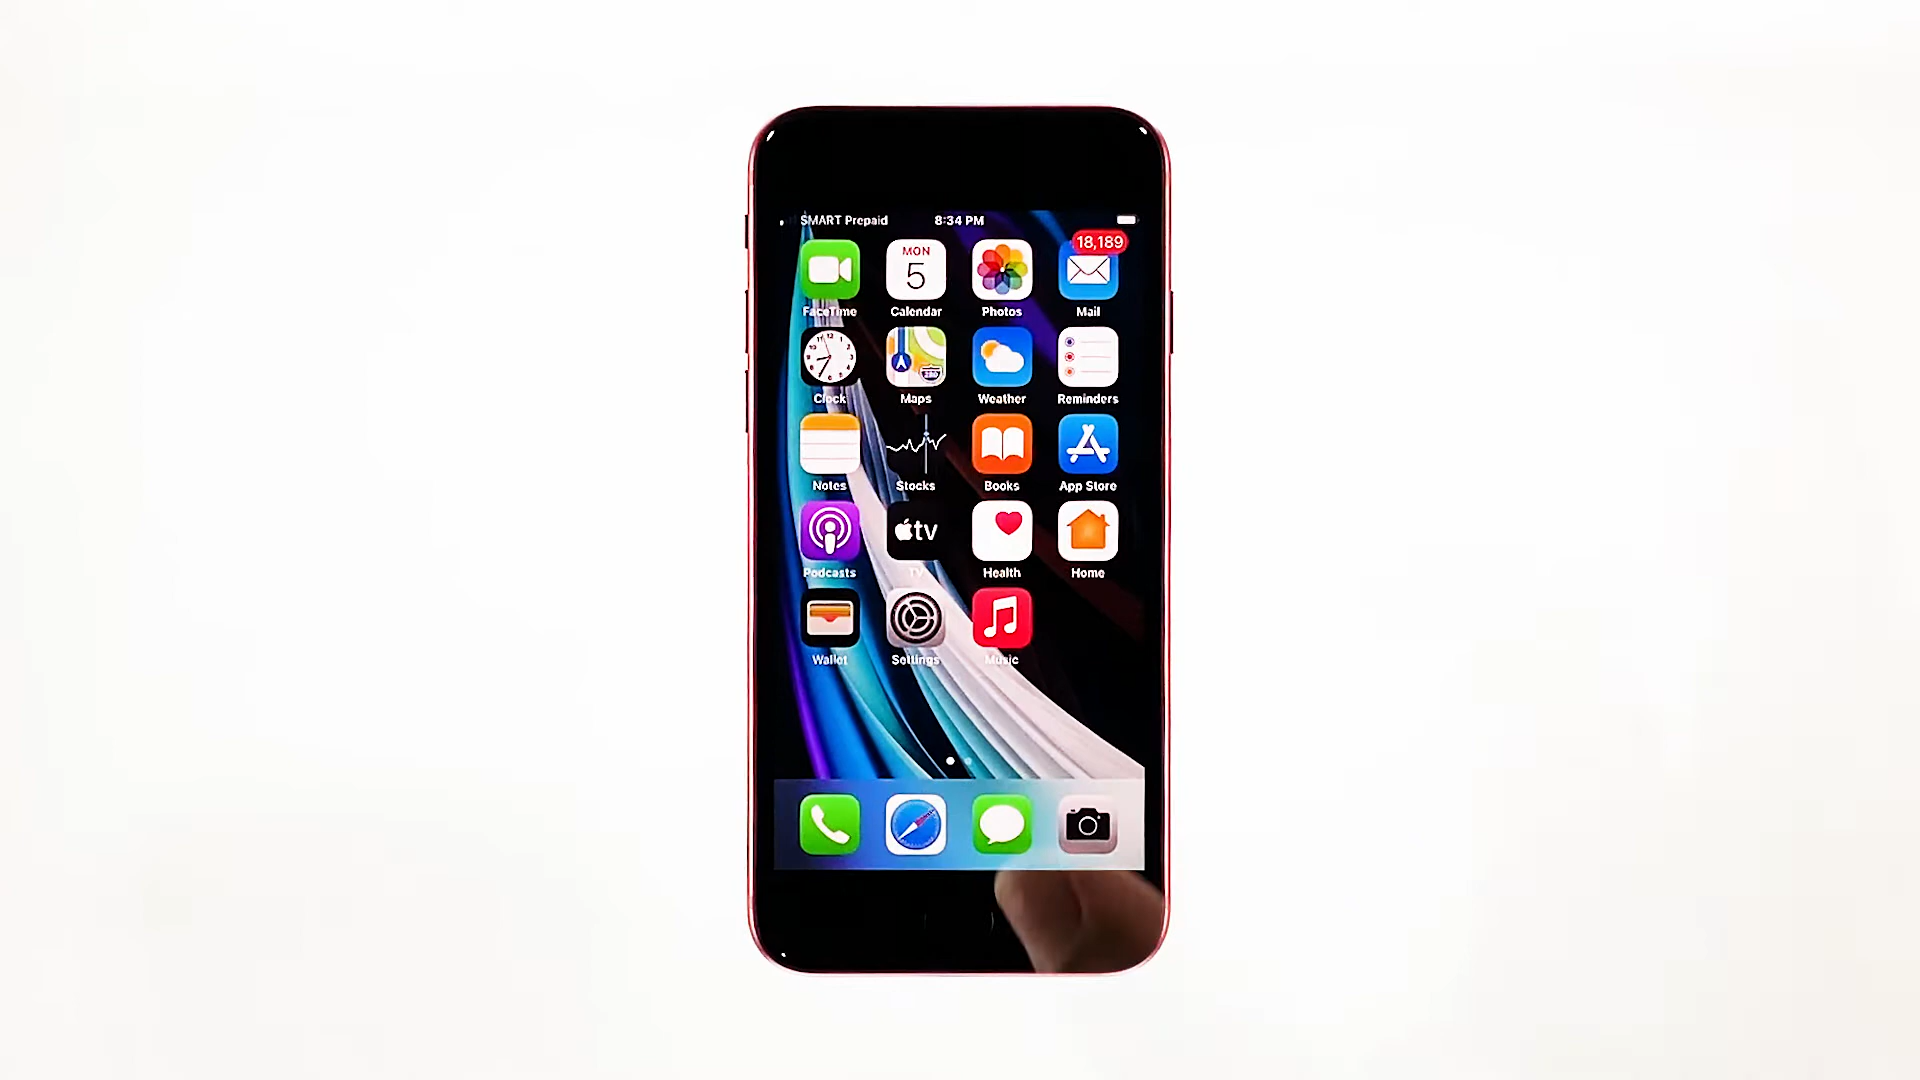 SMART Prepaid 8:34 PM
18,189
MON
5
FaceTime Calendar Photos Mail
Clock Maps Weather Reminders
Notes Stocks Books App Store
tv
Podcasts TV Health Home
Wallet Settings Music